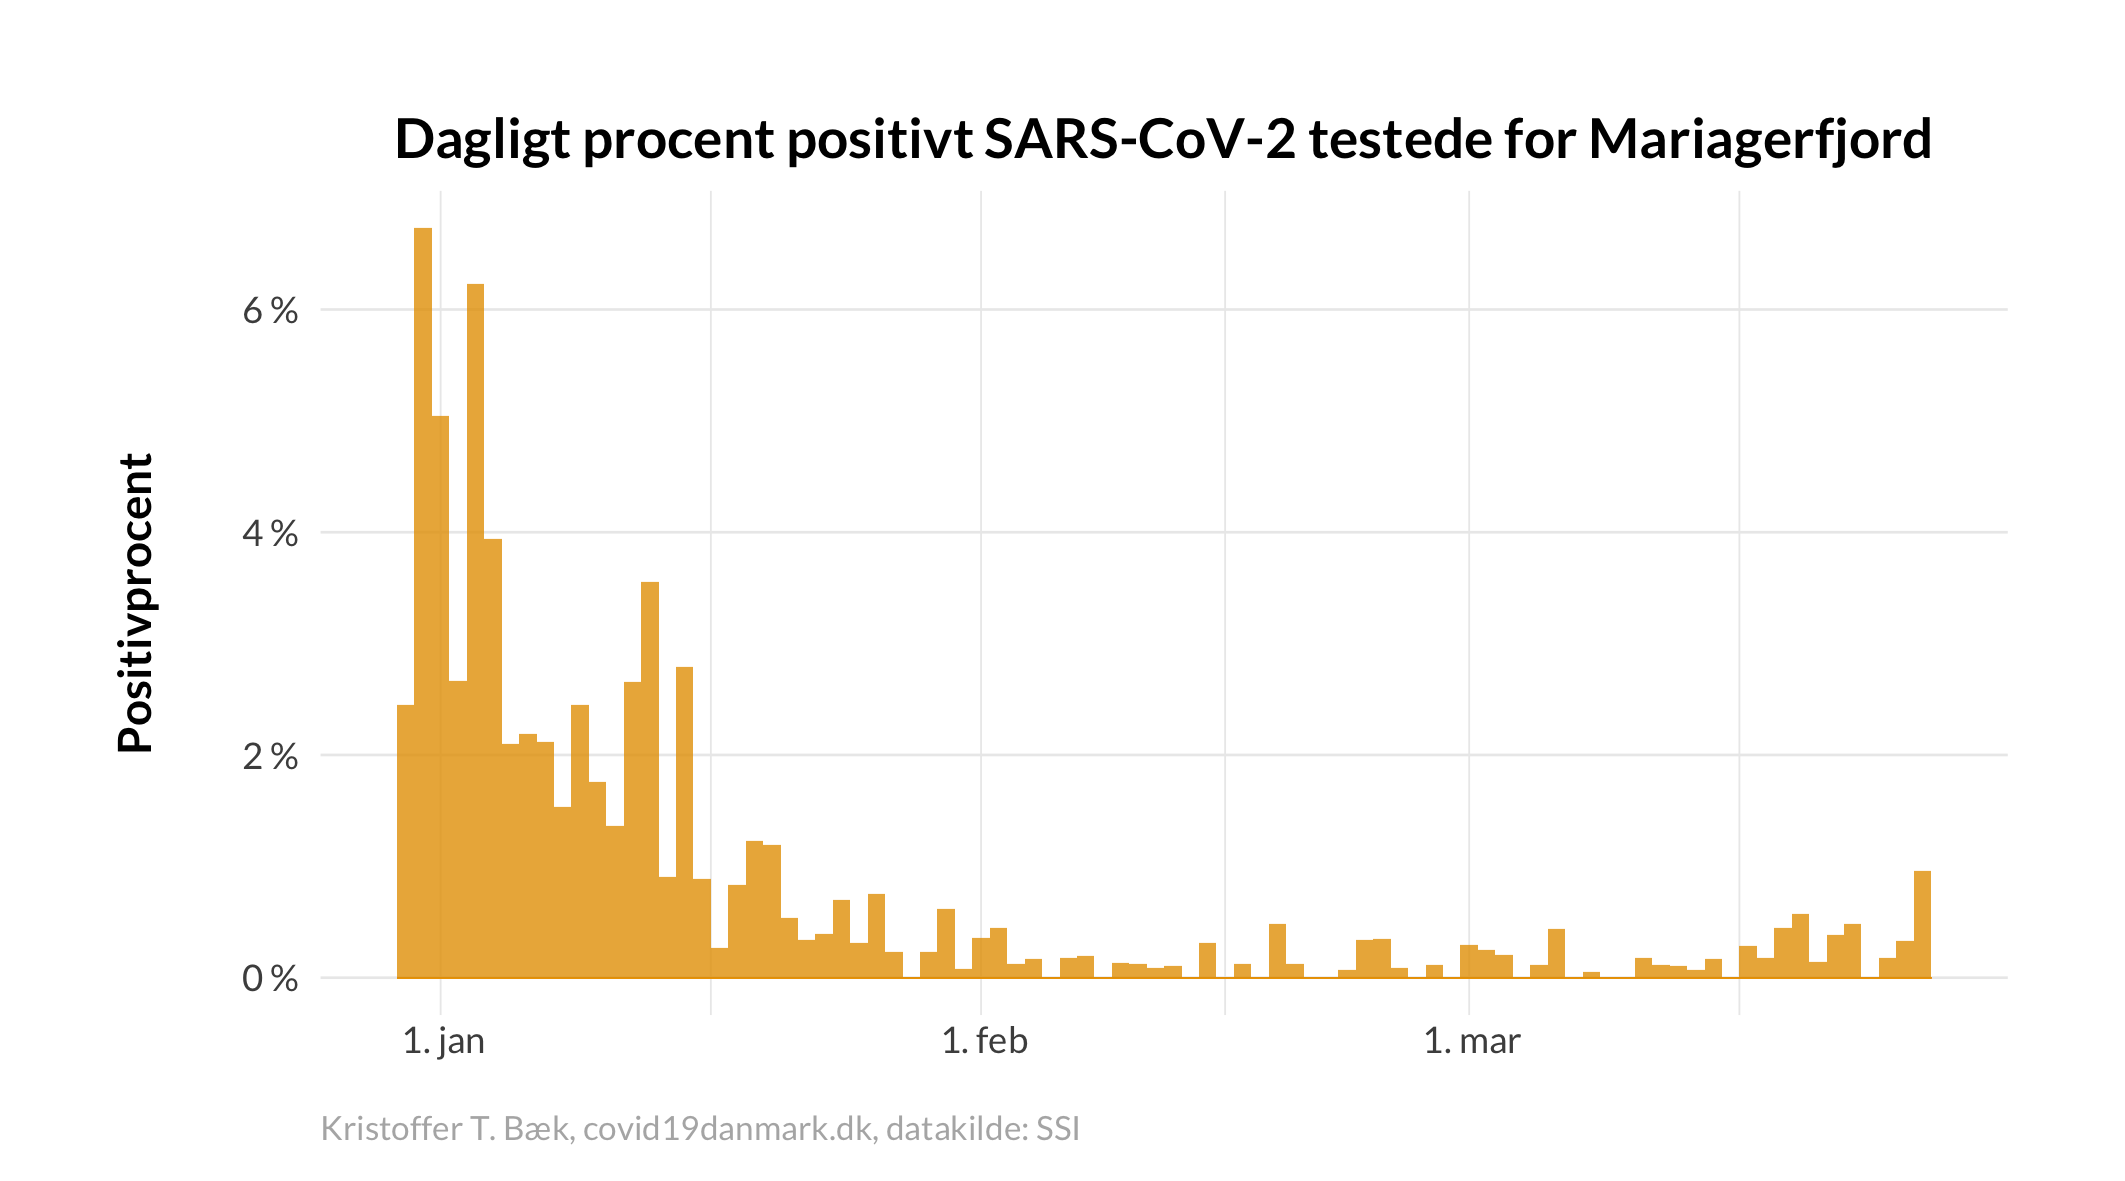 Dagligt procent positivt SARS-CoV-2 testede for Mariagerfjord
Positivprocent
6 %
4 %
2 %
0 %
1. jan
1. feb
1. mar
Kristoffer T. Bæk, covid19danmark.dk, datakilde: SSI